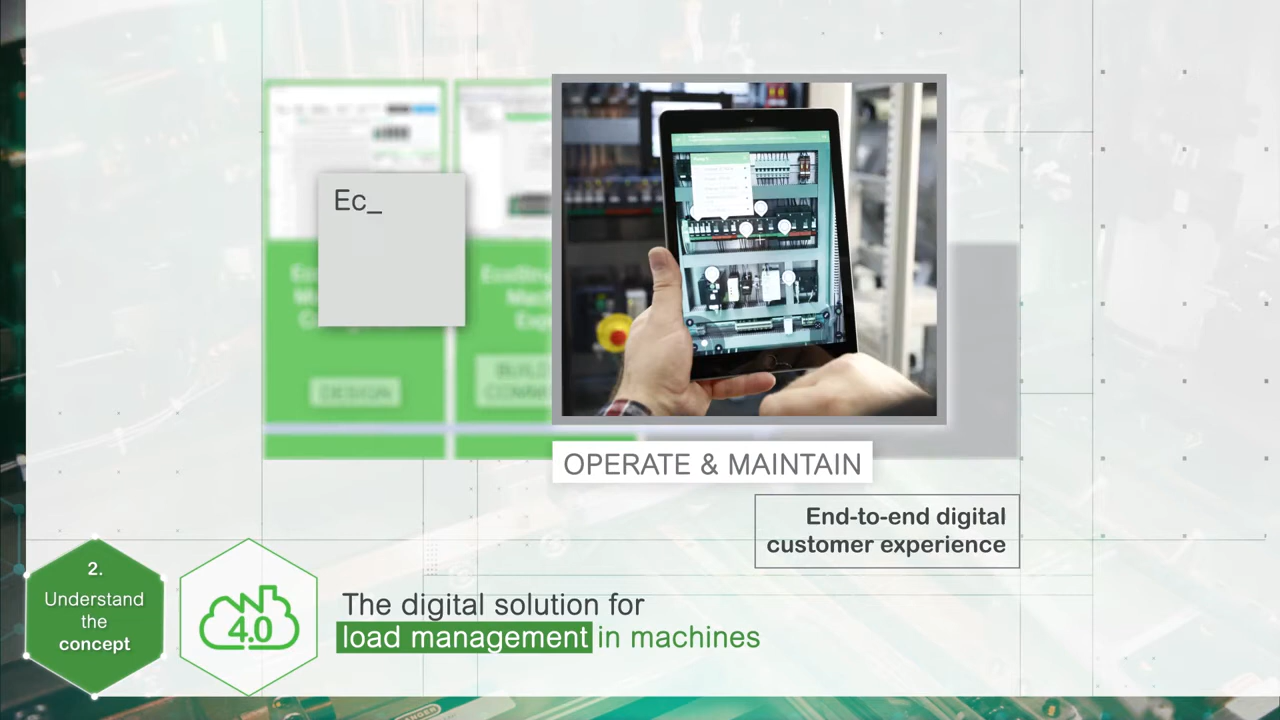 Ec_
DESIGN
OPERATE & MAINTAIN
End-to-end digital
customer experience
2.
Understand
the
concept
4.0
The digital solution for
load management in machines